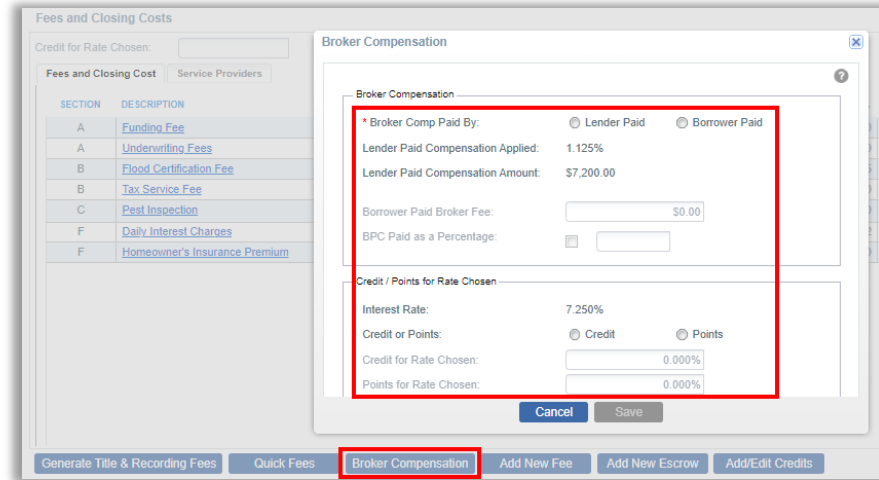 Fees and Closing Costs
Credit for Rate Chosen:
Fees and Closing Cost Service Providers
SECTION DESCRIPTION
A Funding Fee
A Underwriting Fees
B Flood Certification Fee
B Tax Service Fee
C Pest Inspection
F Daily Interest Charges
F Homeowner's Insurance Premium
Broker Compensation
Broker Compensation
* Broker Comp Paid By: Lender Paid Borrower Paid
Lender Paid Compensation Applied: 1.125%
Lender Paid Compensation Amount: $7,200.00
Borrower Paid Broker Fee: $0.00
BPC Paid as a Percentage:
Credit / Points for Rate Chosen
Interest Rate: 7.250%
Credit or Points: Credit Points
Credit for Rate Chosen: 0.000%
Points for Rate Chosen: 0.000%
Cancel Save
Generate Title & Recording Fees Quick Fees Broker Compensation Add New Fee Add New Escrow Add/Edit Credits